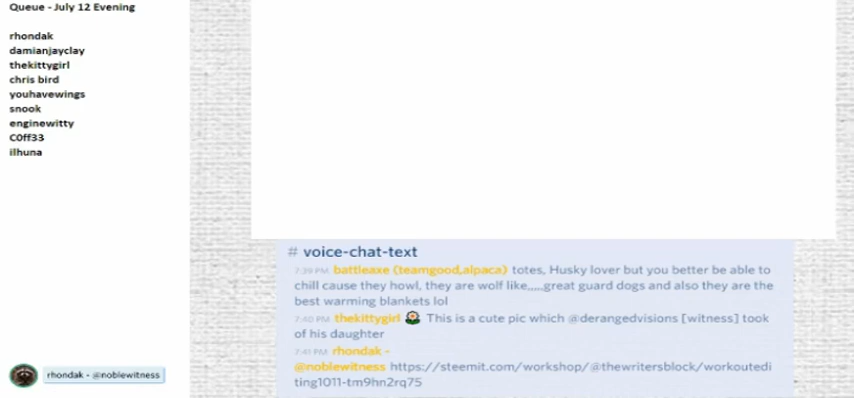 Queue - July 12 Evening
rhondak
damianjayclay
thekittygirl
chris bird
youhavewings
snook
enginewitty
C0ff33
ilhuna
# voice-chat-text
7:39 PM battleaxe (teamgood,alpaca) totes, Husky lover but you better be able to
chill cause they howl, they are wolf like,,,,,great guard dogs and also they are the
best warming blankets lol
7:40 PM thekittygirl This is a cute pic which @derangedvisions [witness] took
of his daughter
7:41 PM rhondak -
@noblewitness https://steemit.com/workshop/@thewritersblock/workoutedi
ting1011-tm9hn2rq75
rhondak - @noblewitness